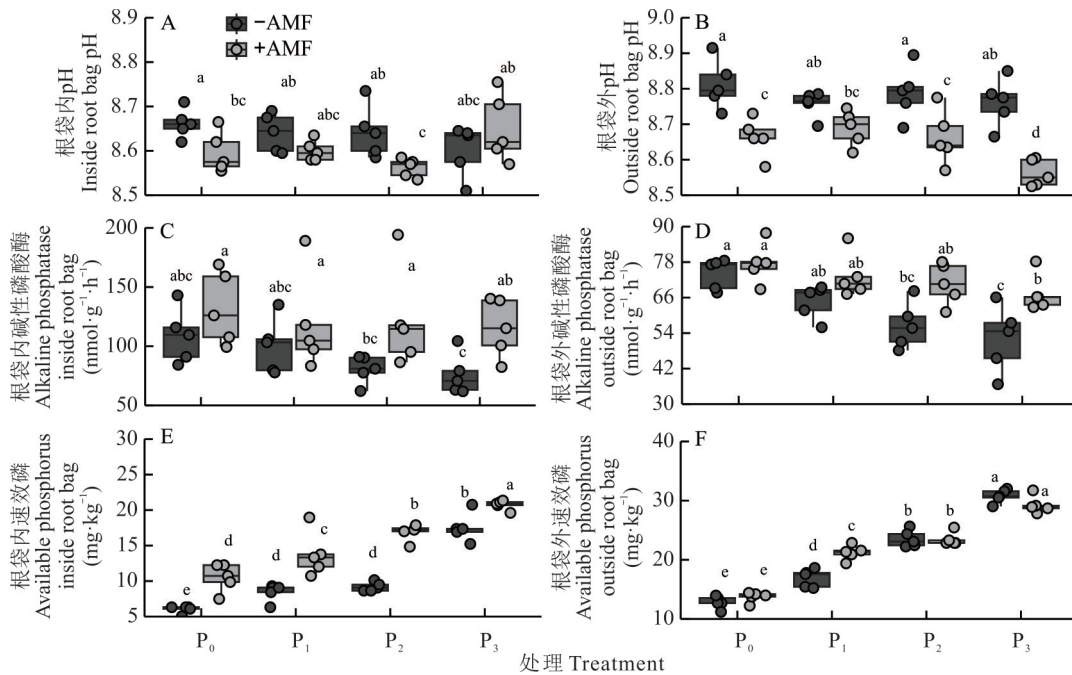 A
−AMF
+AMF
8.9
8.8
8.7
8.6
8.5
根袋内pH
Inside root bag pH
a
bc
ab
abc
ab
c
abc
ab
B
9.0
8.9
8.8
8.7
8.6
8.5
根袋外pH
Outside root bag pH
a
c
ab
bc
a
c
ab
d
C
200
150
100
50
根袋内碱性磷酸酶
Alkaline phosphatase
inside root bag
(nmol·g⁻¹·h⁻¹)
abc
a
abc
a
bc
a
c
ab
D
90
78
66
54
42
30
根袋外碱性磷酸酶
Alkaline phosphatase
outside root bag
(nmol·g⁻¹·h⁻¹)
a
a
ab
ab
bc
ab
c
b
E
30
25
20
15
10
5
根袋内速效磷
Available phosphorus
inside root bag
(mg·kg⁻¹)
e
d
d
c
d
b
b
a
P₀
P₁
P₂
P₃
F
40
30
20
10
根袋外速效磷
Available phosphorus
outside root bag
(mg·kg⁻¹)
e
e
d
c
b
b
a
a
P₀
P₁
P₂
P₃
处理 Treatment